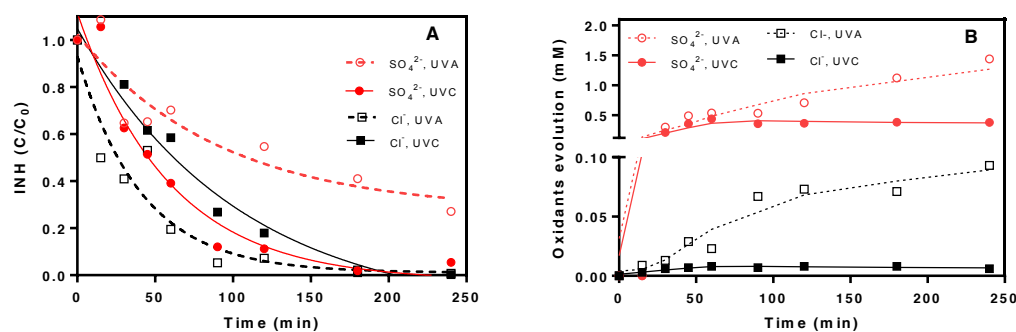 A
INH (C/C₀)
1.0
0.8
0.6
0.4
0.2
0.0
0
50
100
150
200
250
Time (min)
SO₄²⁻, UVA
SO₄²⁻, UVC
Cl⁻, UVA
Cl⁻, UVC
B
Oxidants evolution (mM)
2.0
1.5
1.0
0.5
0.10
0.05
0.00
0
50
100
150
200
250
Time (min)
SO₄²⁻, UVA
SO₄²⁻, UVC
Cl-, UVA
Cl⁻, UVC